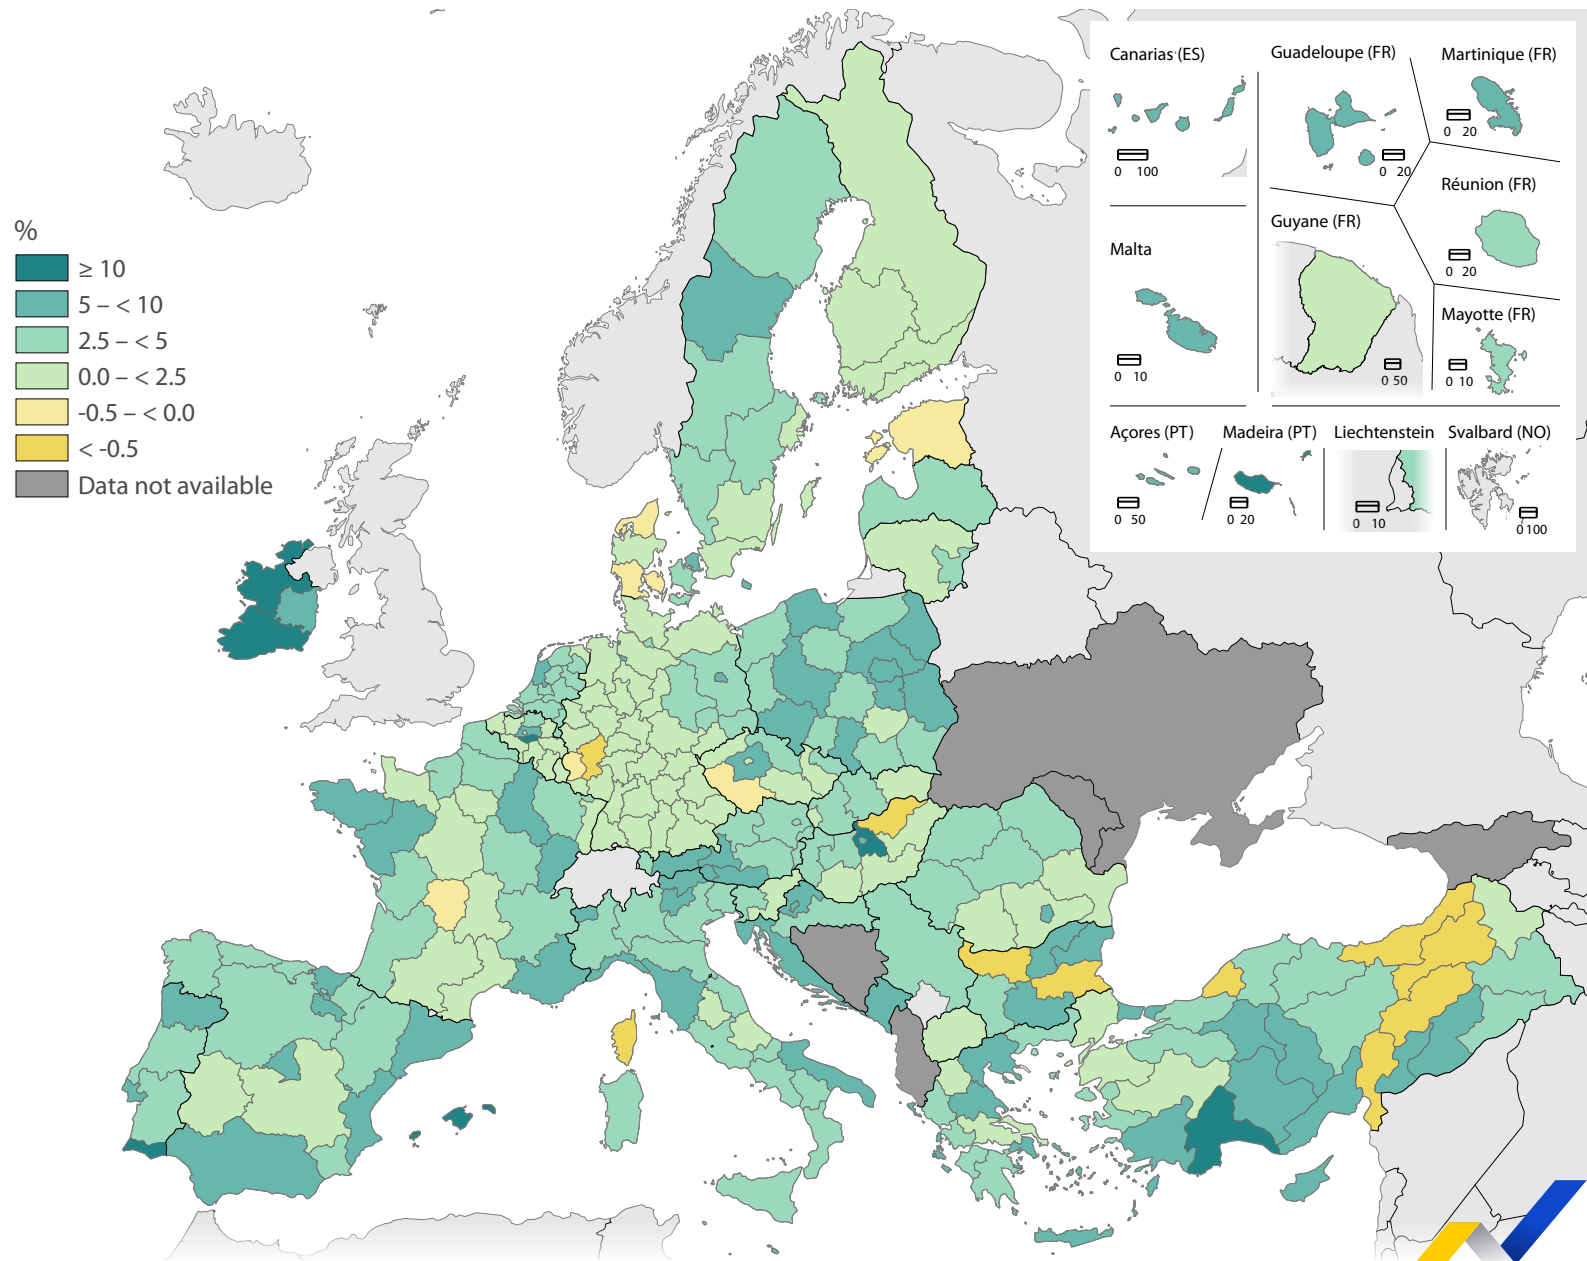 %
≥ 10
5 – < 10
2.5 – < 5
0.0 – < 2.5
-0.5 – < 0.0
< -0.5
Data not available
Canarias (ES)
0 100
Guadeloupe (FR)
0 20
Martinique (FR)
0 20
Réunion (FR)
0 20
Guyane (FR)
0 50
Mayotte (FR)
0 10
Malta
0 10
Açores (PT)
0 50
Madeira (PT)
0 20
Liechtenstein
0 10
Svalbard (NO)
0 100